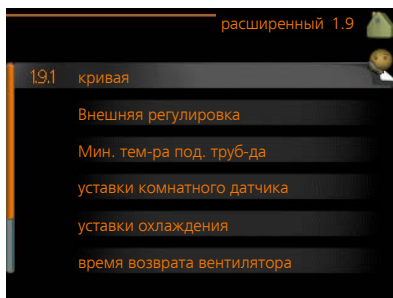 расширенный 1.9
1.9.1 кривая
Внешняя регулировка
Мин. тем-ра под. труб-да
уставки комнатного датчика
уставки охлаждения
время возврата вентилятора